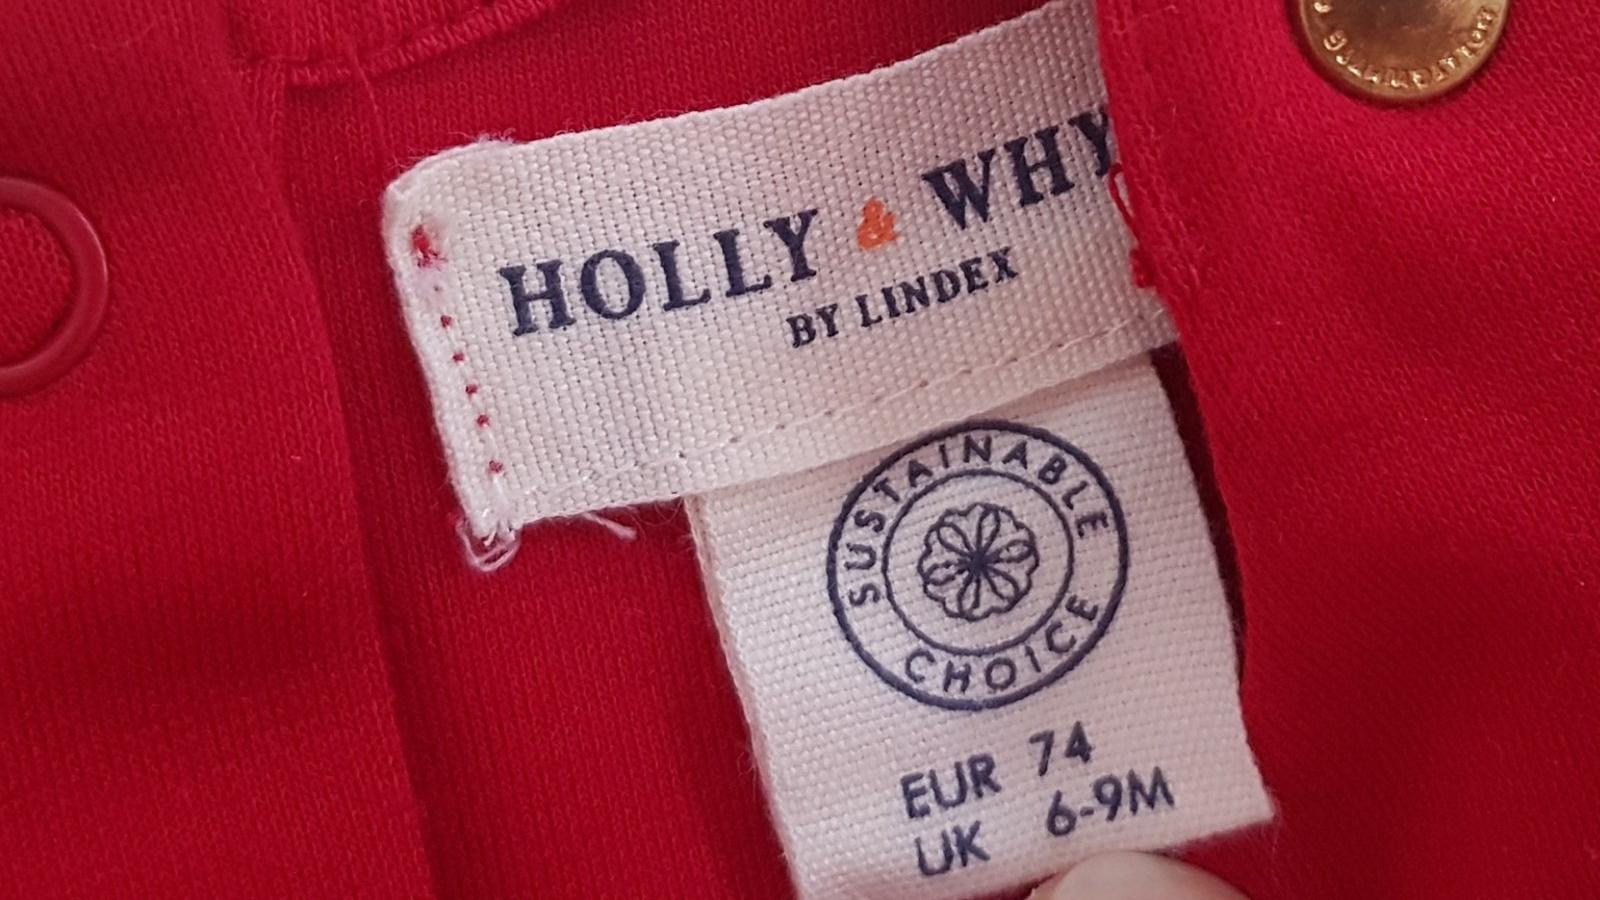 HOLLY & WHY
BY LINDEX
SUSTAINABLE
CHOICE
EUR 74
UK 6-9M